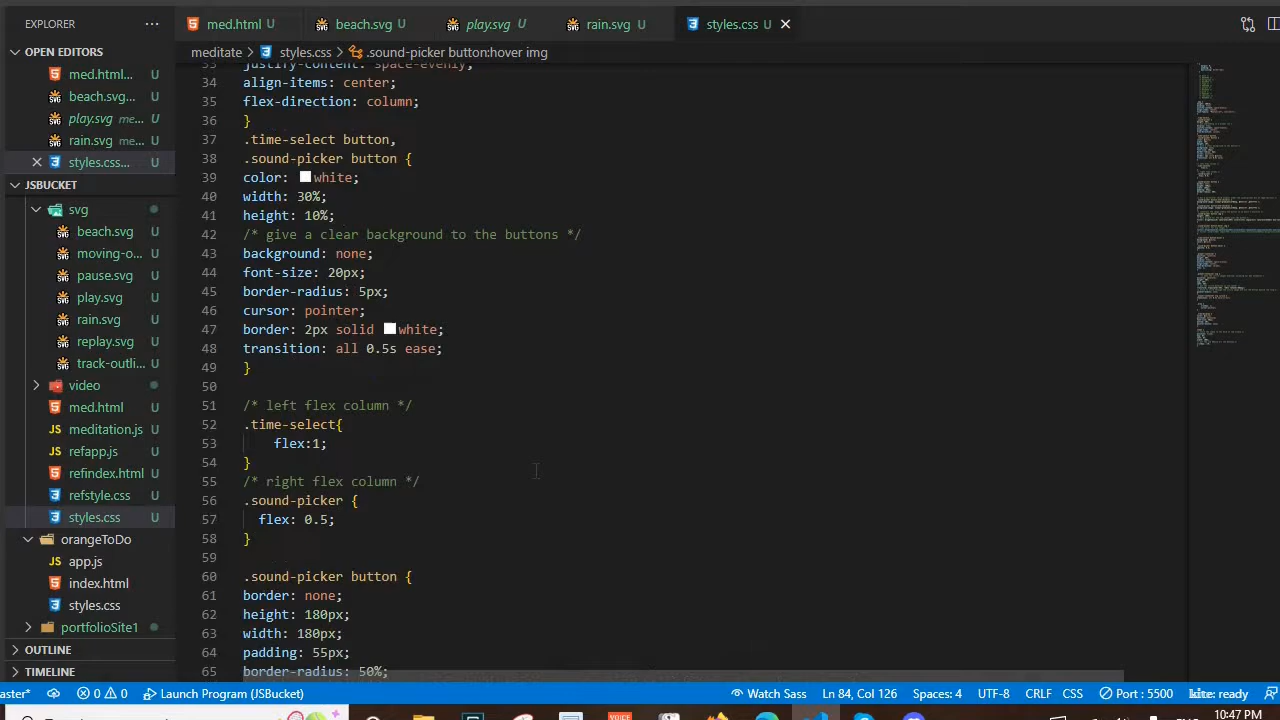 EXPLORER
OPEN EDITORS
med.html... U
beach.svg... U
play.svg me... U
rain.svg me... U
styles.css... U
JSBUCKET
svg
beach.svg U
moving-o... U
pause.svg U
play.svg U
rain.svg U
replay.svg U
track-outli... U
video
med.html U
meditation.js U
refapp.js U
refindex.html U
refstyle.css U
styles.css U
orangeToDo
app.js
index.html
styles.css
portfolioSite1
OUTLINE
TIMELINE
med.html U beach.svg U play.svg U rain.svg U styles.css U
meditate > styles.css > .sound-picker button:hover img
33 justify-content: space-evenly;
34 align-items: center;
35 flex-direction: column;
36 }
37 .time-select button,
38 .sound-picker button {
39 color: white;
40 width: 30%;
41 height: 10%;
42 /* give a clear background to the buttons */
43 background: none;
44 font-size: 20px;
45 border-radius: 5px;
46 cursor: pointer;
47 border: 2px solid white;
48 transition: all 0.5s ease;
49 }
50
51 /* left flex column */
52 .time-select{
53 flex:1;
54 }
55 /* right flex column */
56 .sound-picker {
57 flex: 0.5;
58 }
59
60 .sound-picker button {
61 border: none;
62 height: 180px;
63 width: 180px;
64 padding: 55px;
65 border-radius: 50%;
aster* 0 0 Launch Program (JSBucket) Watch Sass Ln 84, Col 126 Spaces: 4 UTF-8 CRLF CSS Port : 5500 kite: ready
10:47 PM